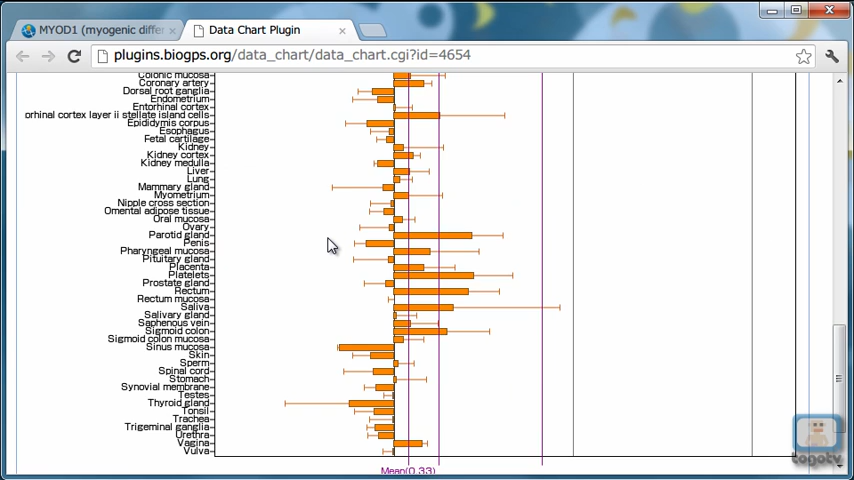 MYOD1 (myogenic differ
Data Chart Plugin
plugins.biogps.org/data_chart/data_chart.cgi?id=4654
Colonic mucosa
Coronary artery
Dorsal root ganglia
Endometrium
Entorhinal cortex
orhinal cortex layer ii stellate island cells
Epididymis corpus
Esophagus
Fetal cartilage
Kidney
Kidney cortex
Kidney medulla
Liver
Lung
Mammary gland
Myometrium
Nipple cross section
Omental adipose tissue
Oral mucosa
Ovary
Parotid gland
Penis
Pharyngeal mucosa
Pituitary gland
Placenta
Platelets
Prostate gland
Rectum
Rectum mucosa
Saliva
Salivary gland
Saphenous vein
Sigmoid colon
Sigmoid colon mucosa
Sinus mucosa
Skin
Sperm
Spinal cord
Stomach
Synovial membrane
Testes
Thyroid gland
Tonsil
Trachea
Trigeminal ganglia
Urethra
Vagina
Vulva
Mean(0.33)
togotv